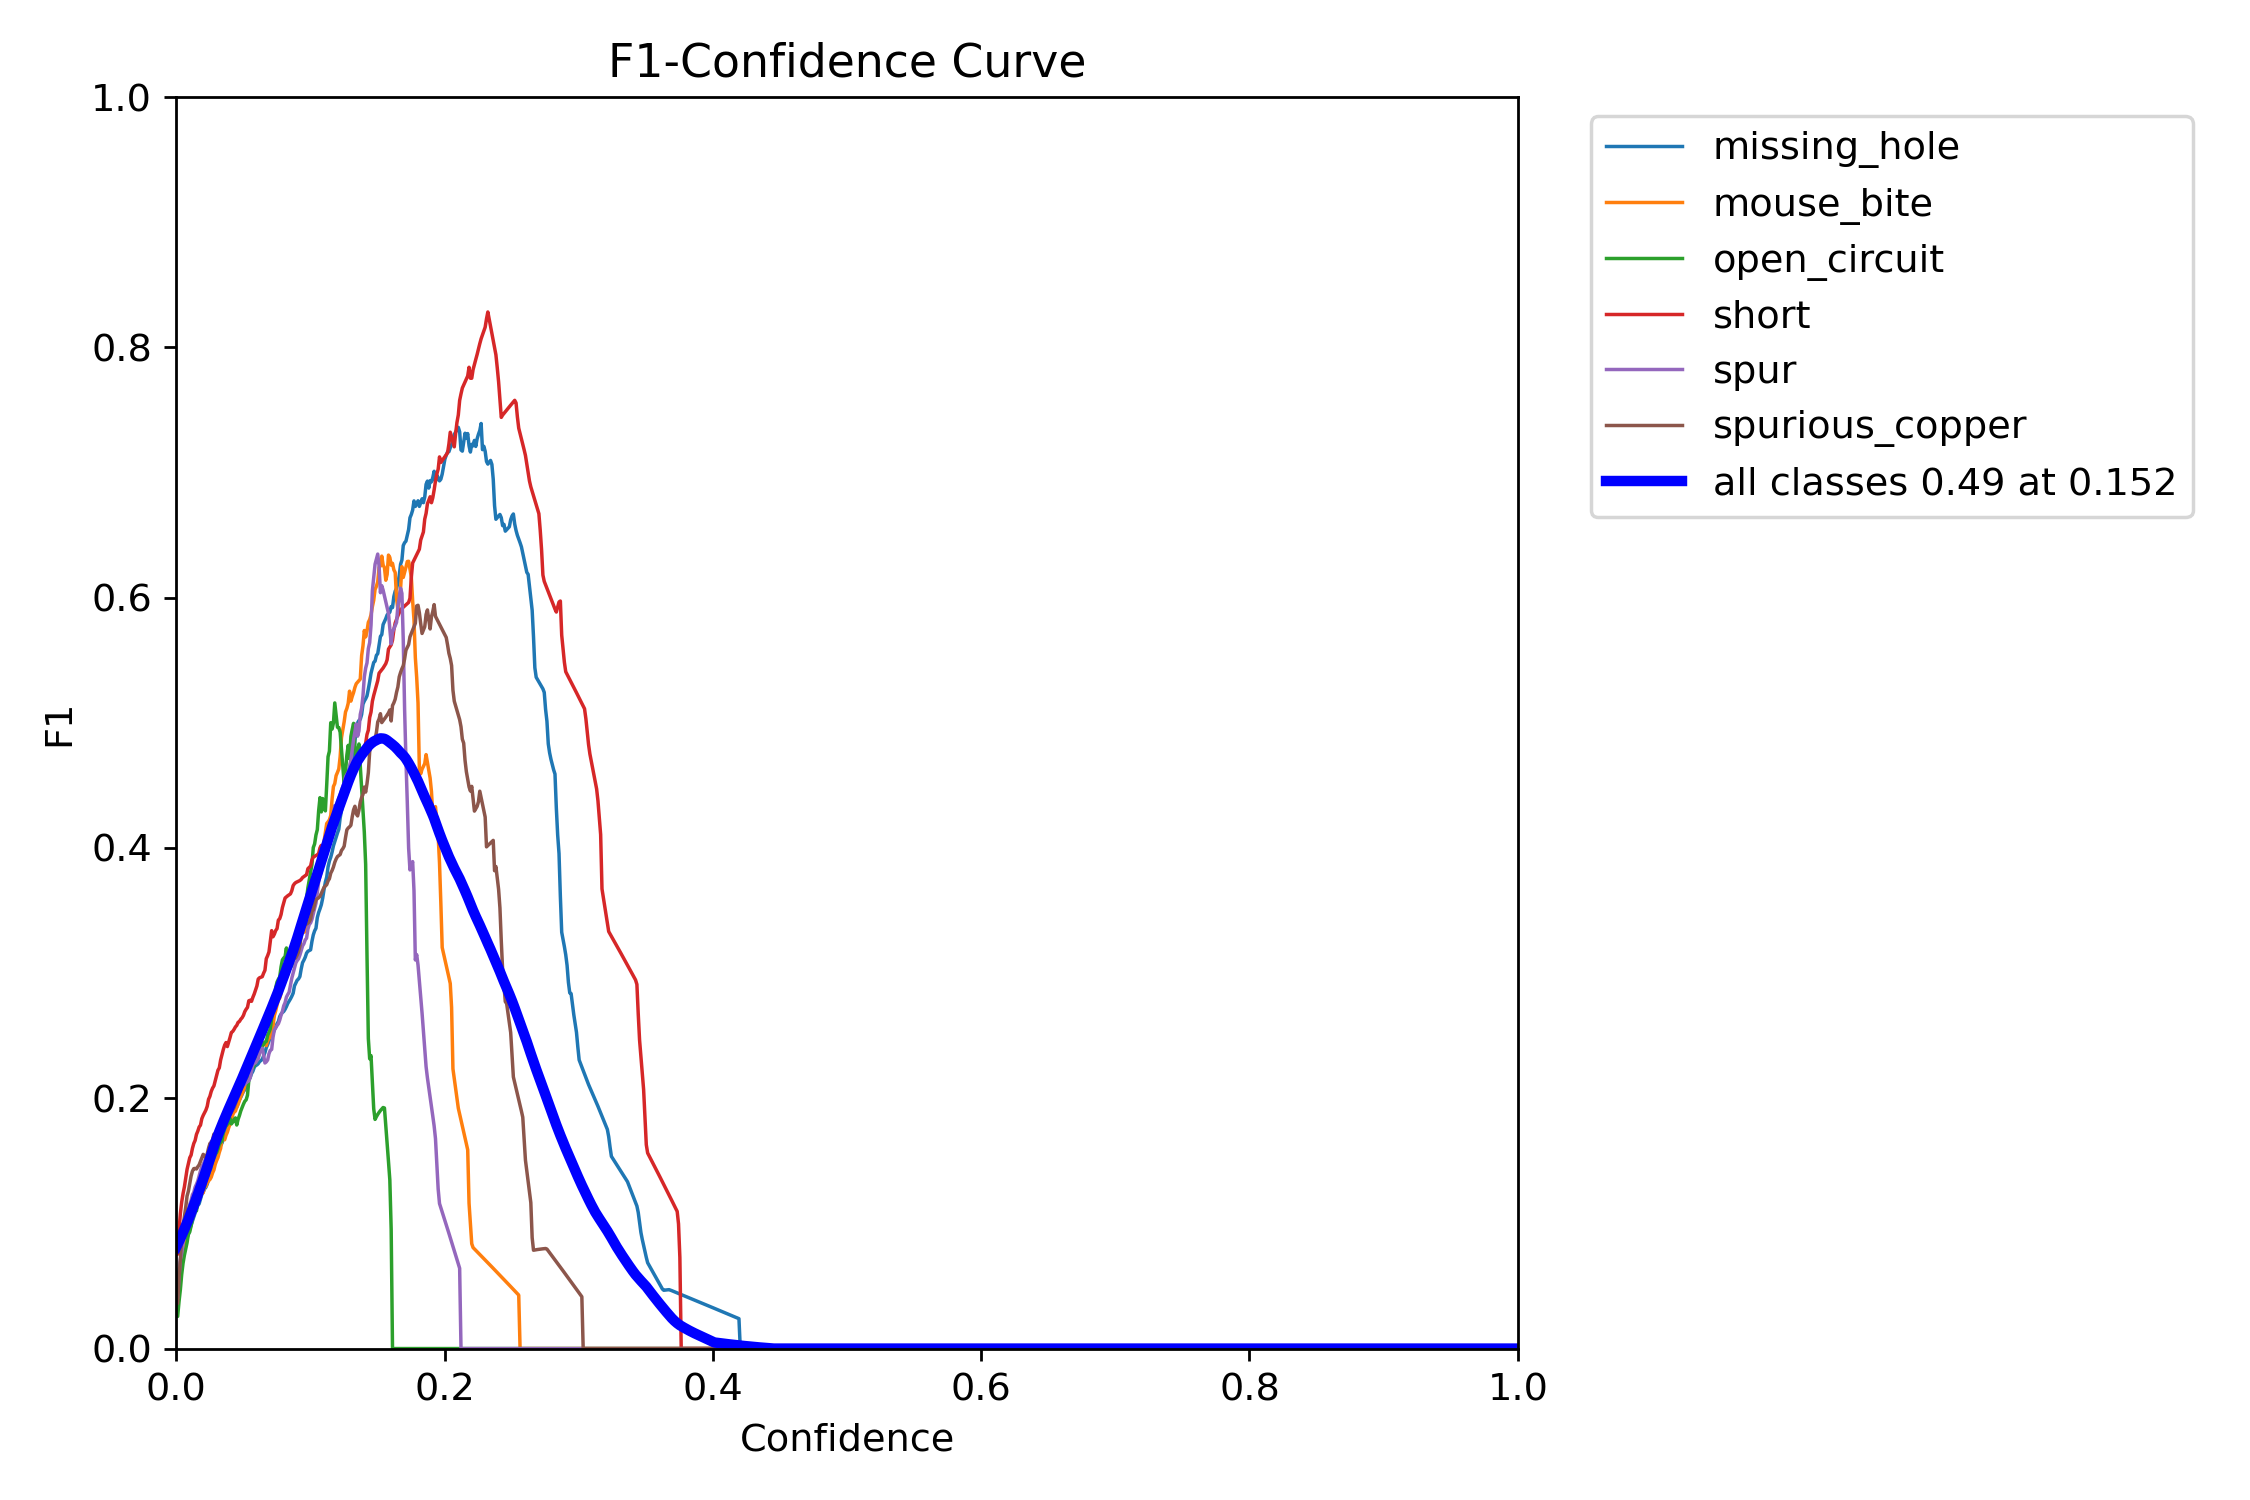 F1-Confidence Curve
1.0
0.8
0.6
0.4
0.2
0.0
F1
0.0 0.2 0.4 0.6 0.8 1.0
Confidence
missing_hole
mouse_bite
open_circuit
short
spur
spurious_copper
all classes 0.49 at 0.152